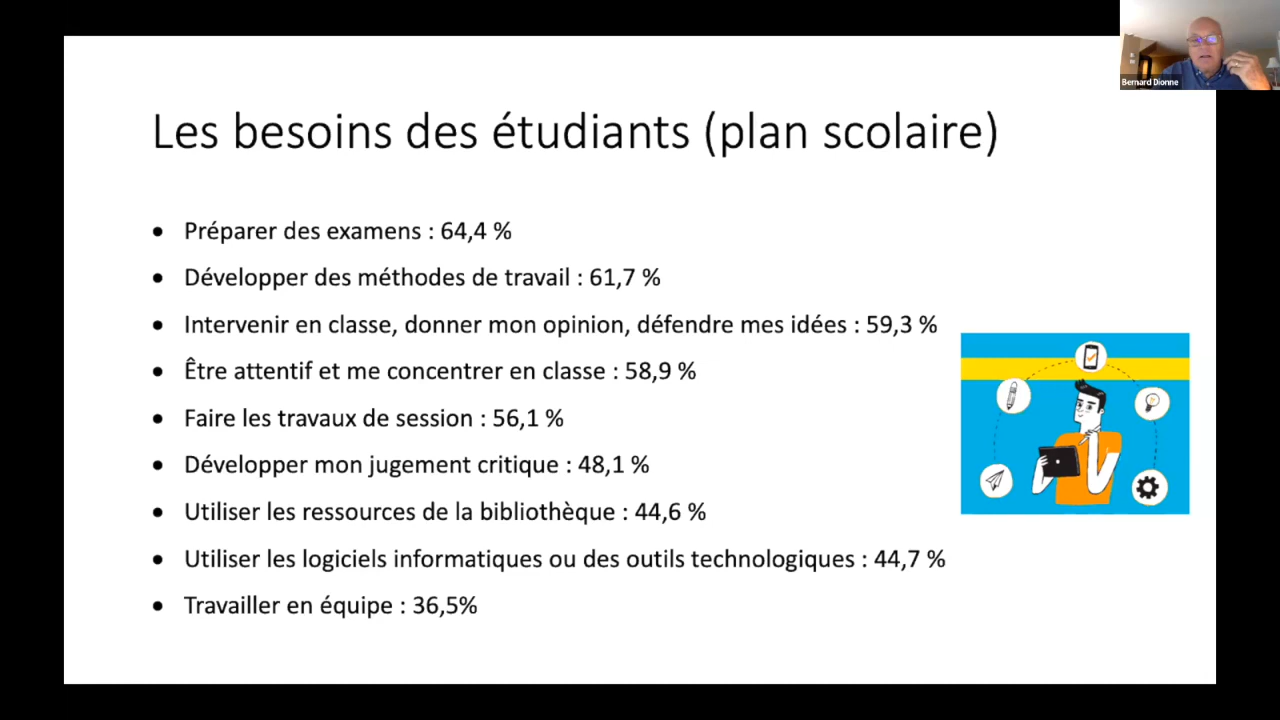 Bernard Dionne
Les besoins des étudiants (plan scolaire)
• Préparer des examens : 64,4 %
• Développer des méthodes de travail : 61,7 %
• Intervenir en classe, donner mon opinion, défendre mes idées : 59,3 %
• Être attentif et me concentrer en classe : 58,9 %
• Faire les travaux de session : 56,1 %
• Développer mon jugement critique : 48,1 %
• Utiliser les ressources de la bibliothèque : 44,6 %
• Utiliser les logiciels informatiques ou des outils technologiques : 44,7 %
• Travailler en équipe : 36,5%